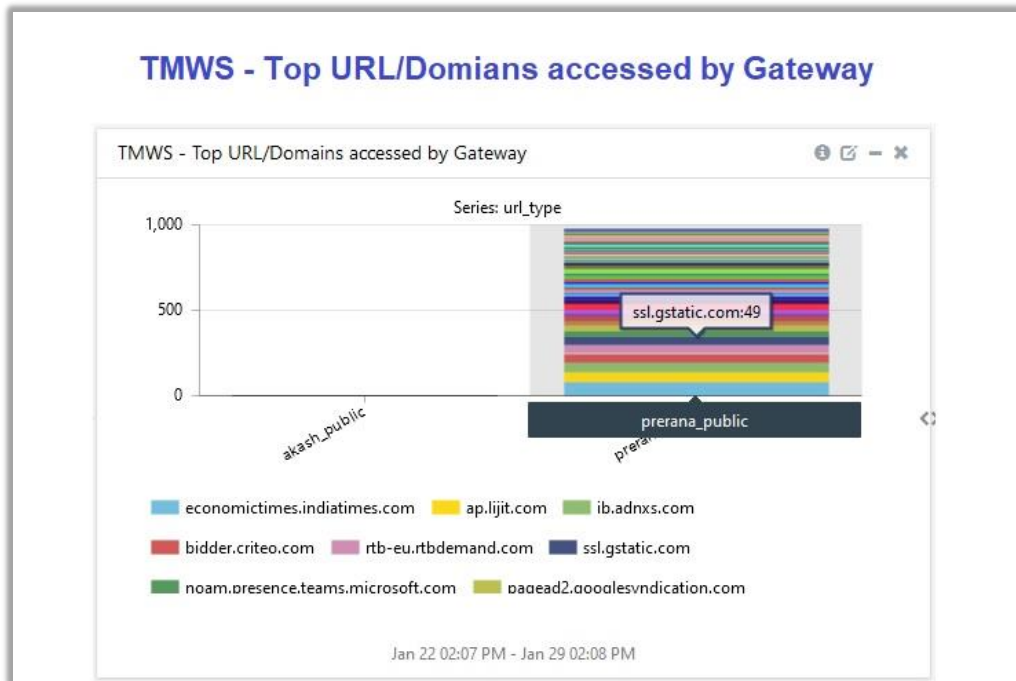 TMWS - Top URL/Domians accessed by Gateway
TMWS - Top URL/Domains accessed by Gateway
Series: url_type
1,000
500
0
ssl.gstatic.com:49
akash_public
prerana_public
economictimes.indiatimes.com ap.lijit.com ib.adnxs.com
bidder.criteo.com rtb-eu.rtbdemand.com ssl.gstatic.com
noam.presence.teams.microsoft.com pagead2.googlesyndication.com
Jan 22 02:07 PM - Jan 29 02:08 PM